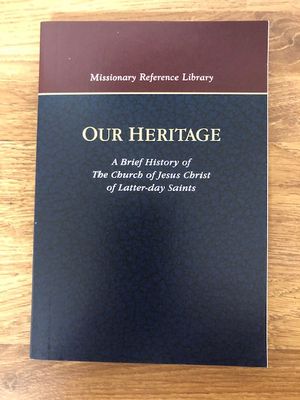 Missionary Reference Library
OUR HERITAGE
A Brief History of
The Church of Jesus Christ
of Latter-day Saints